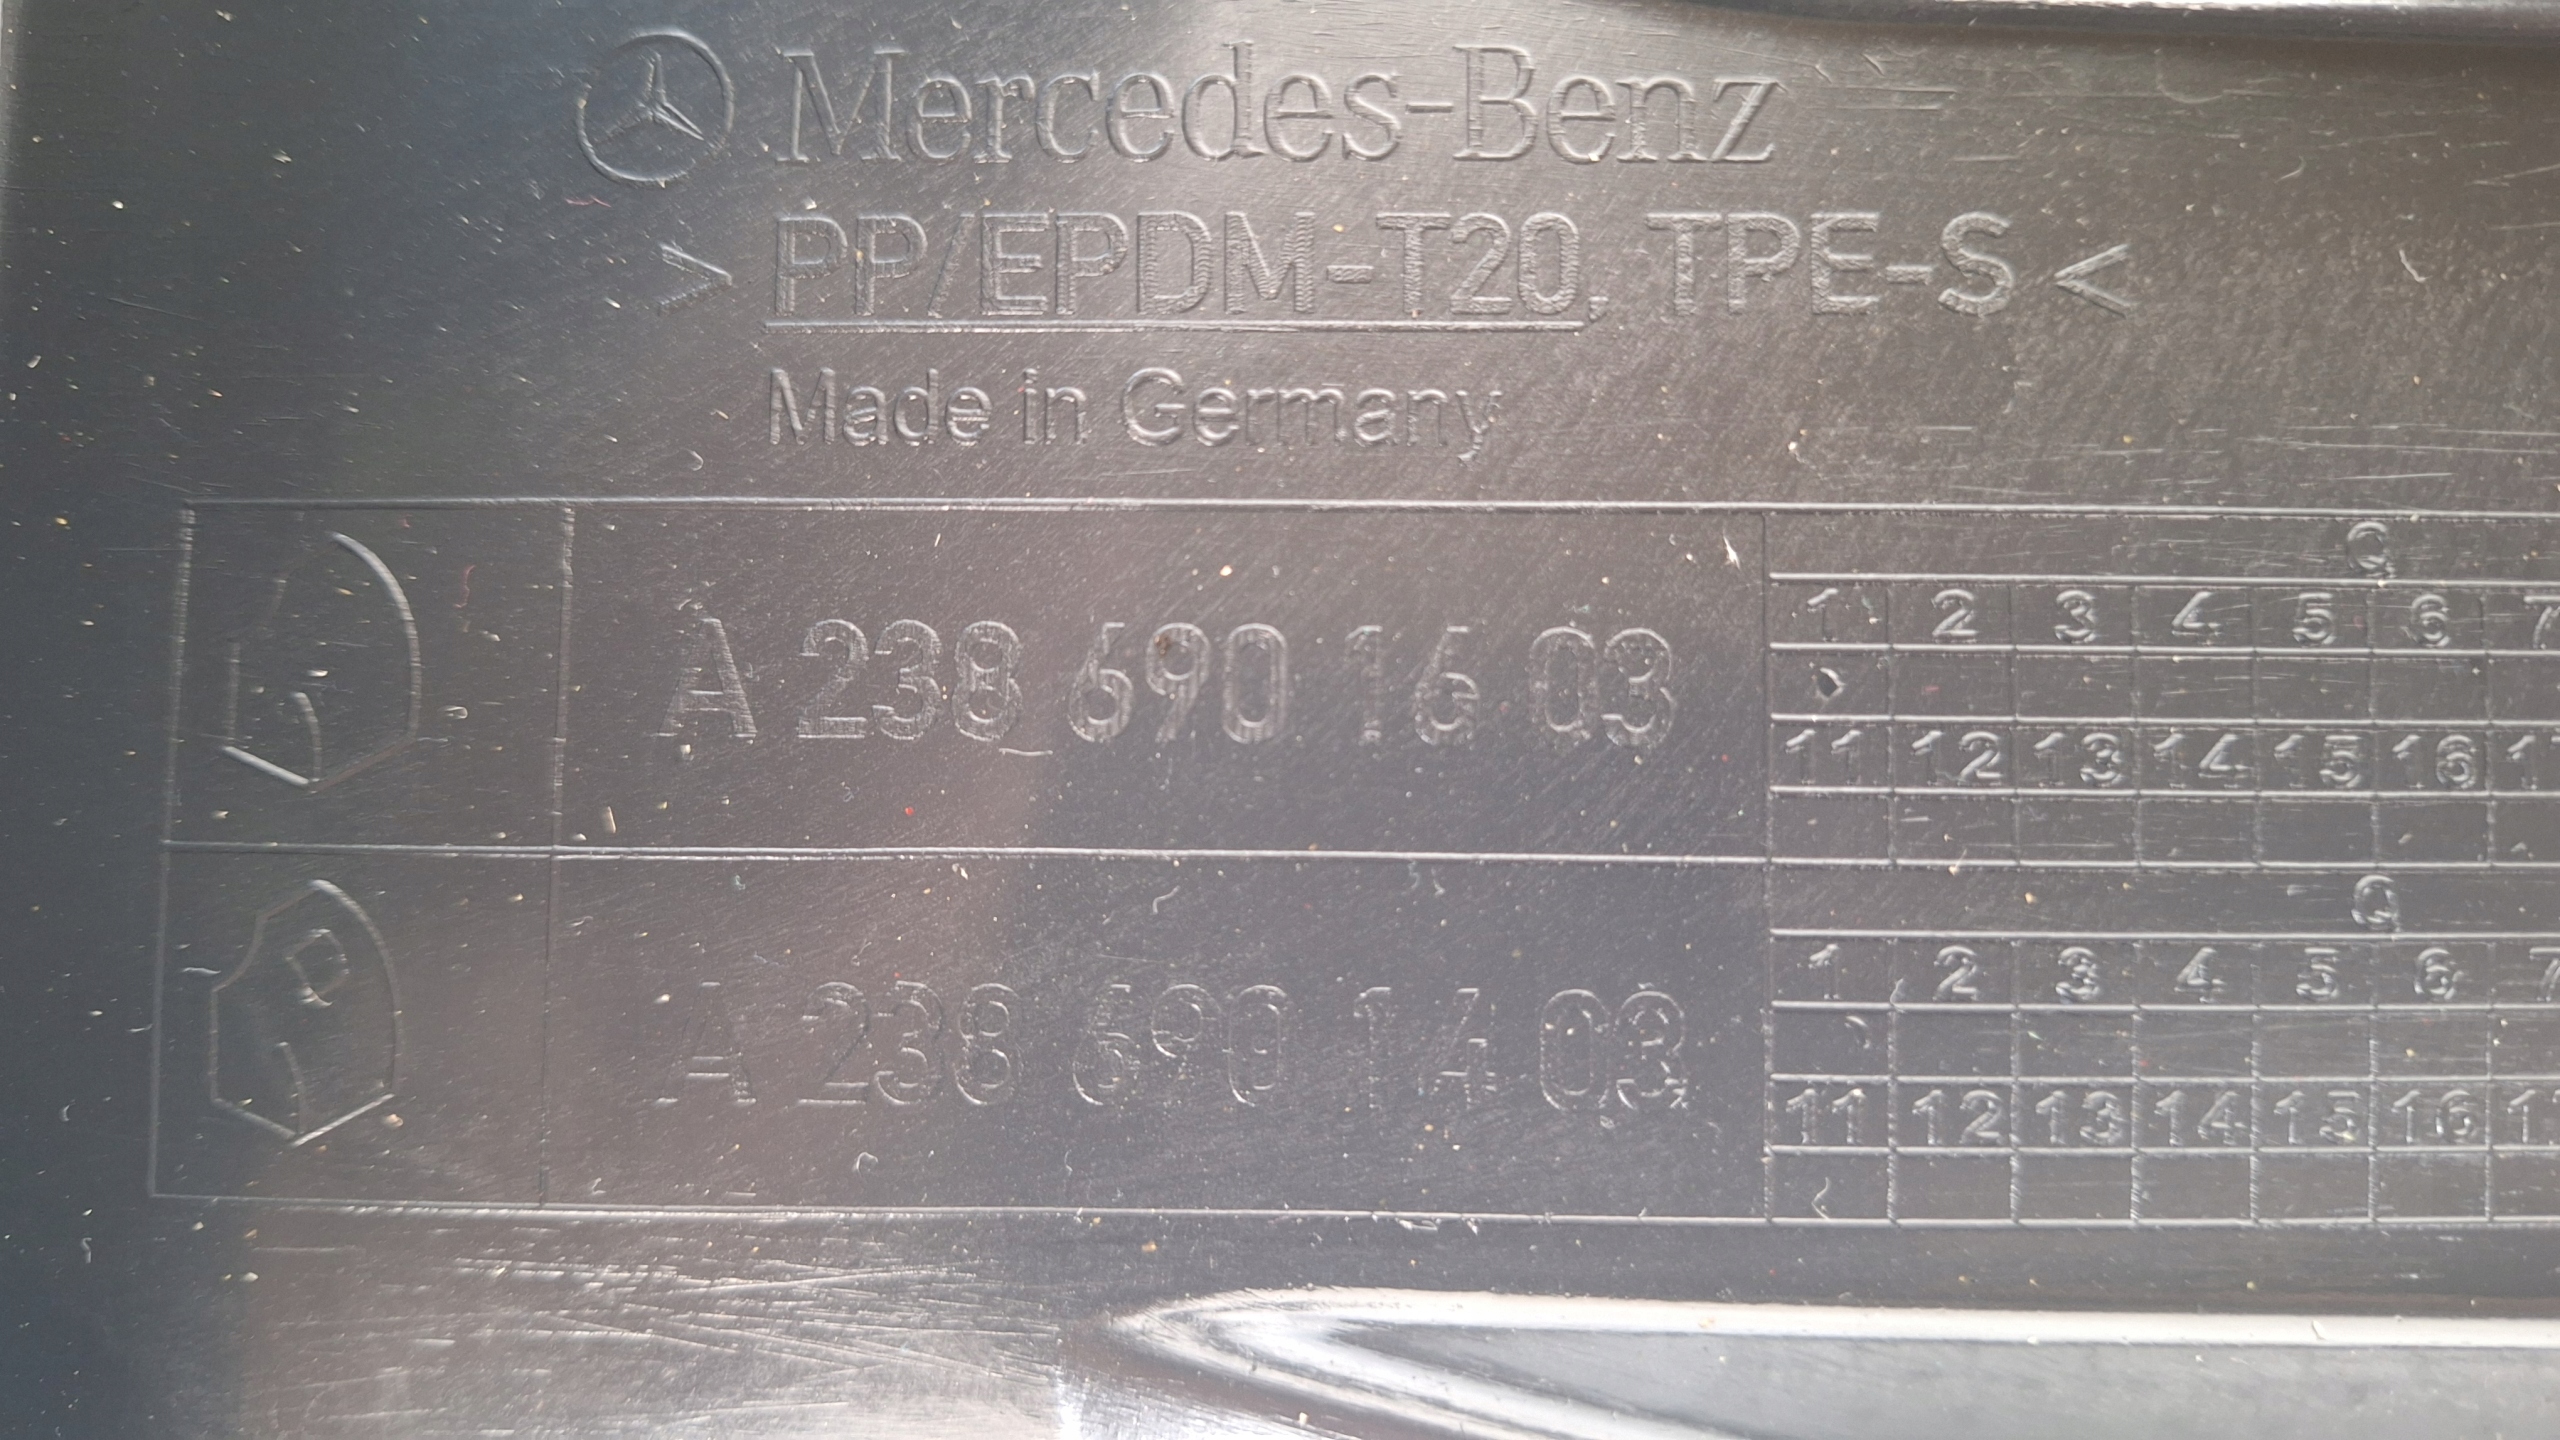 Mercedes-Benz
>PP/EPDM-T20, TPE-S<
Made in Germany
Q
A 238 690 16 03
1 2 3 4 5 6 7
11 12 13 14 15 16
Q
P
A 238 690 14 03
1 2 3 4 5 6 7
11 12 13 14 15 16